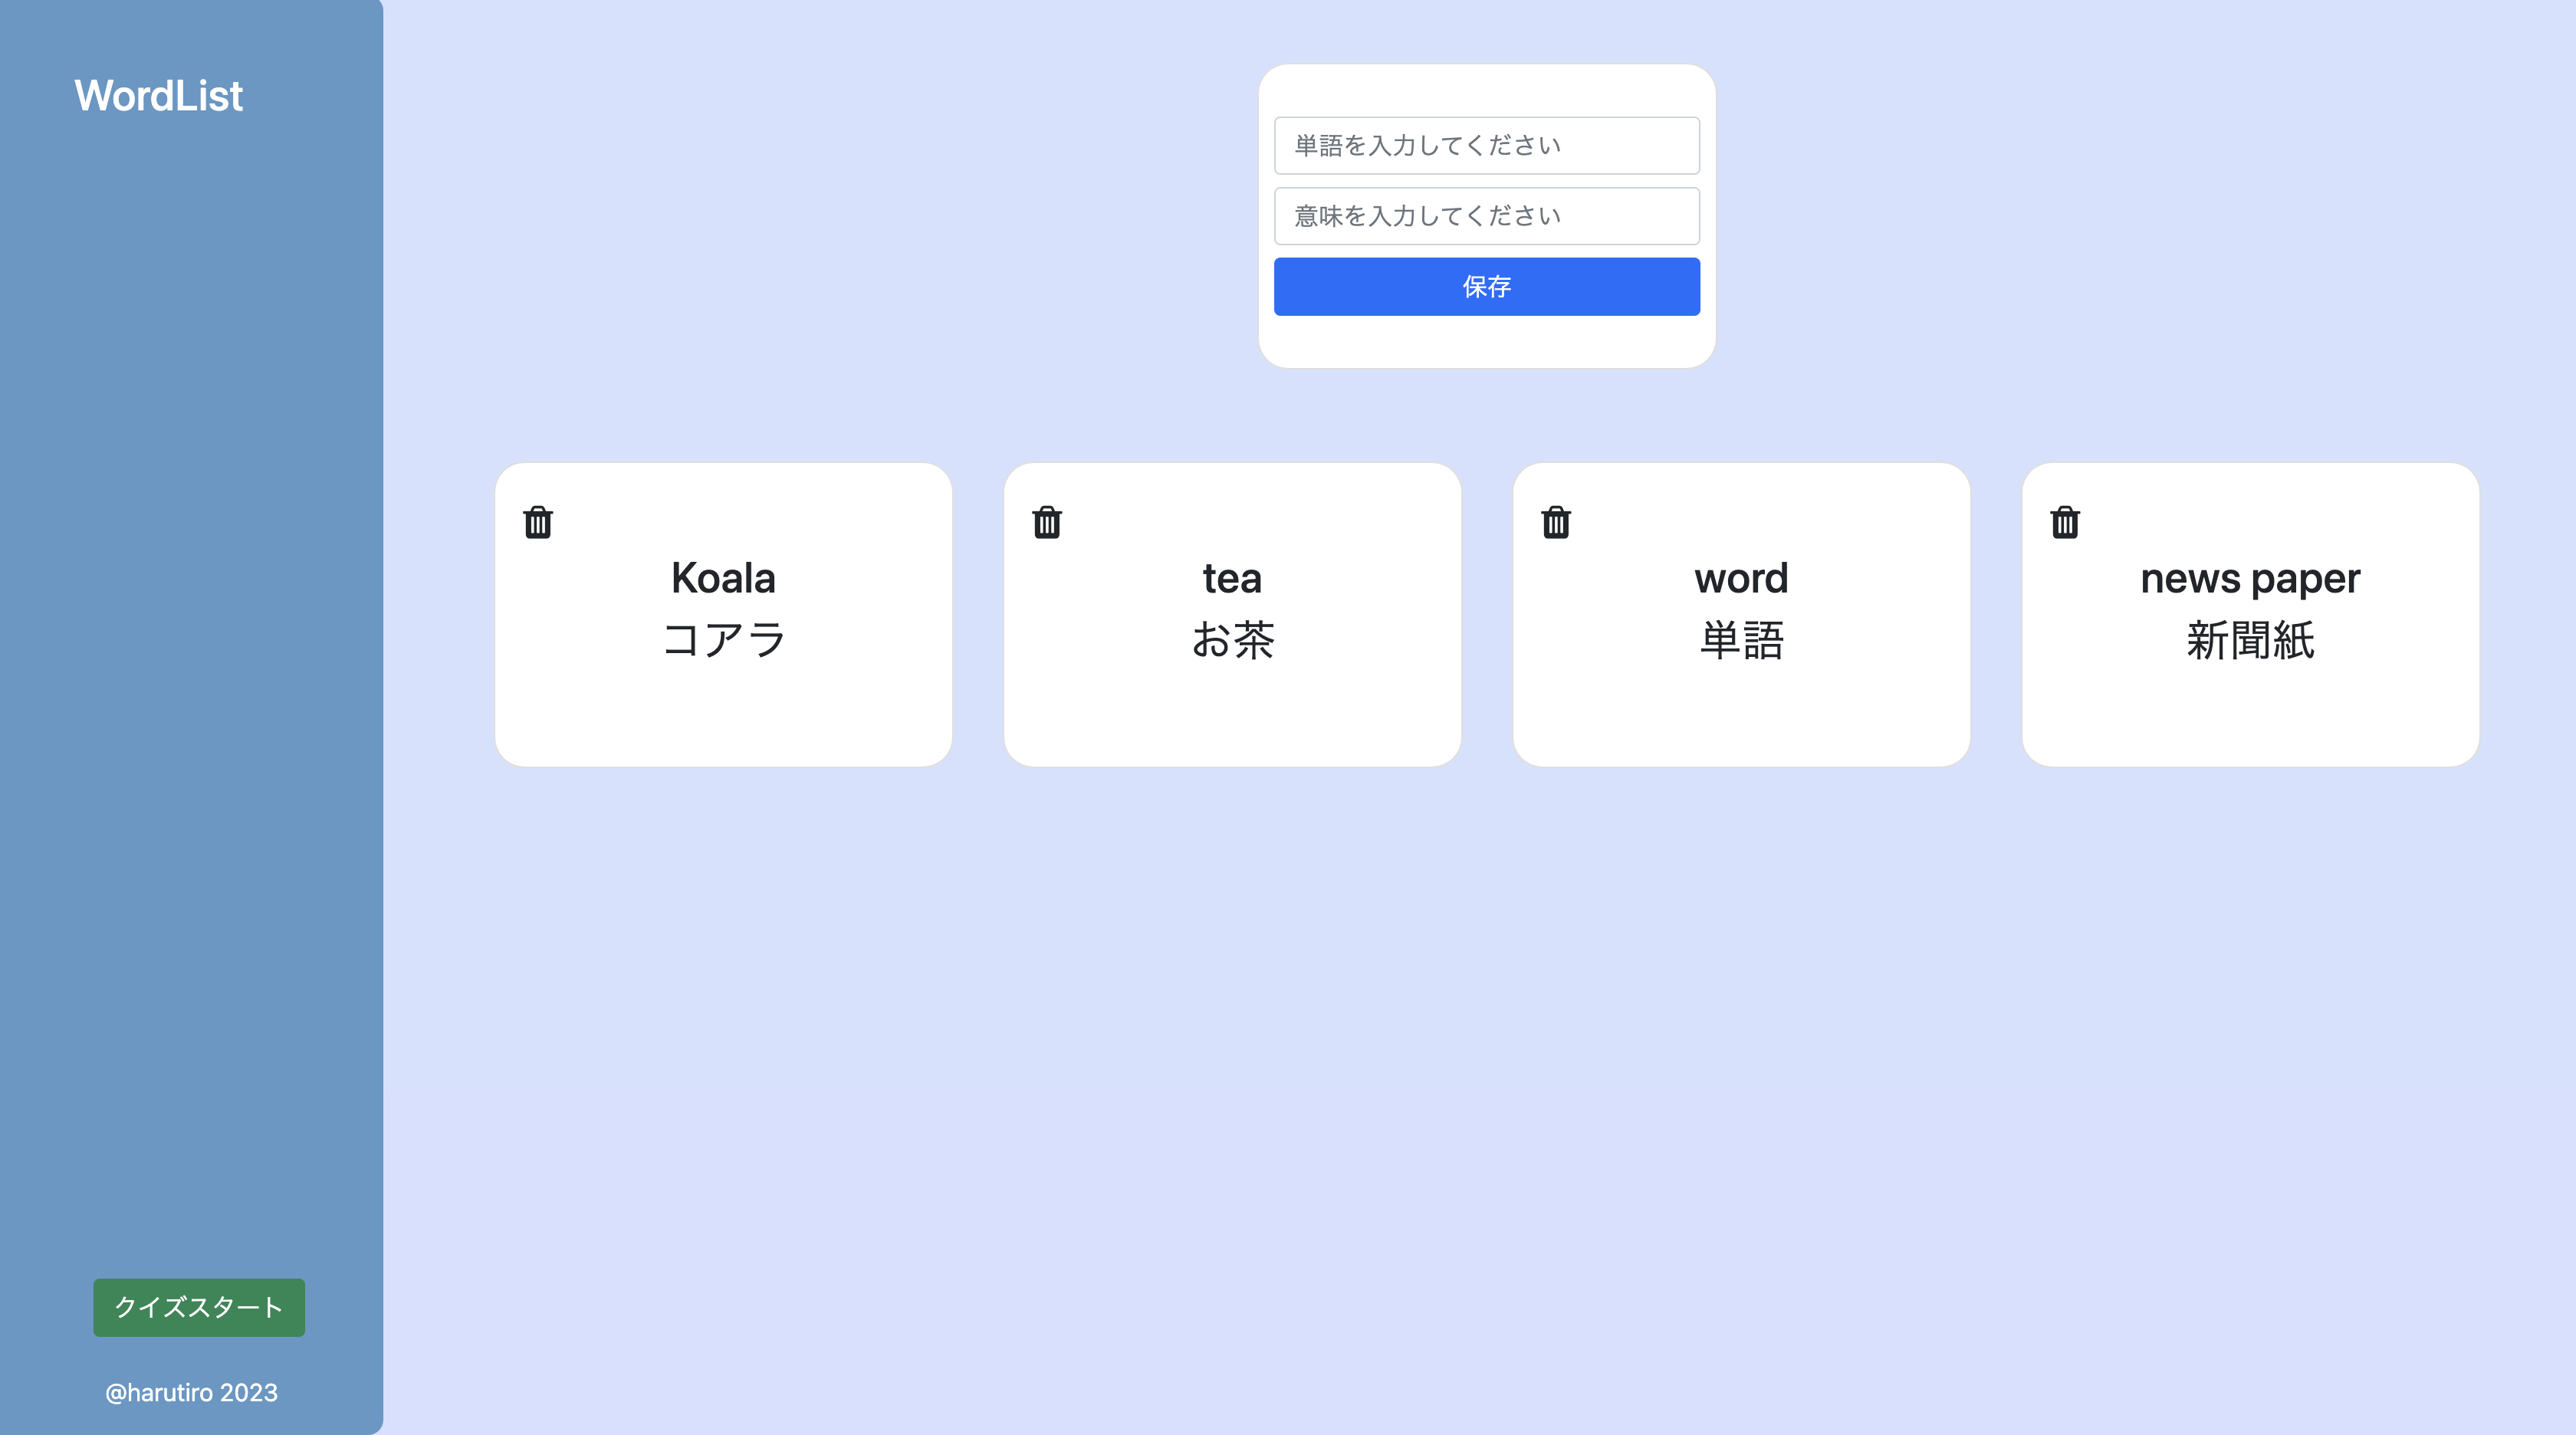 WordList
単語を入力してください
意味を入力してください
保存
Koala
コアラ
tea
お茶
word
単語
news paper
新聞紙
クイズスタート
@harutiro 2023